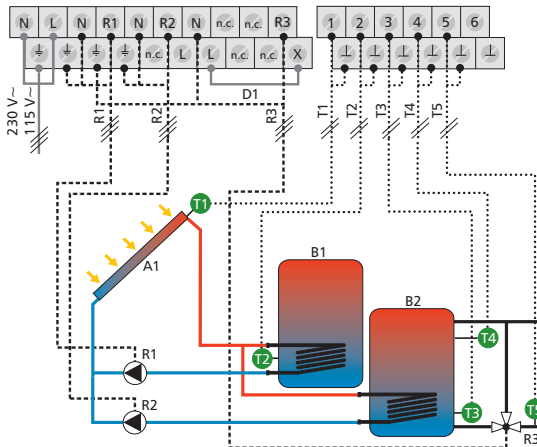 N L N R1 N R2 N n.c. n.c. R3
n.c. L L n.c. n.c. X
1 2 3 4 5 6
D1
230 V~
115 V~
R1
R2
R3
T1
T2
T3
T4
T5
T1
A1
B1
B2
T2
T4
T3
T5
R1
R2
R3